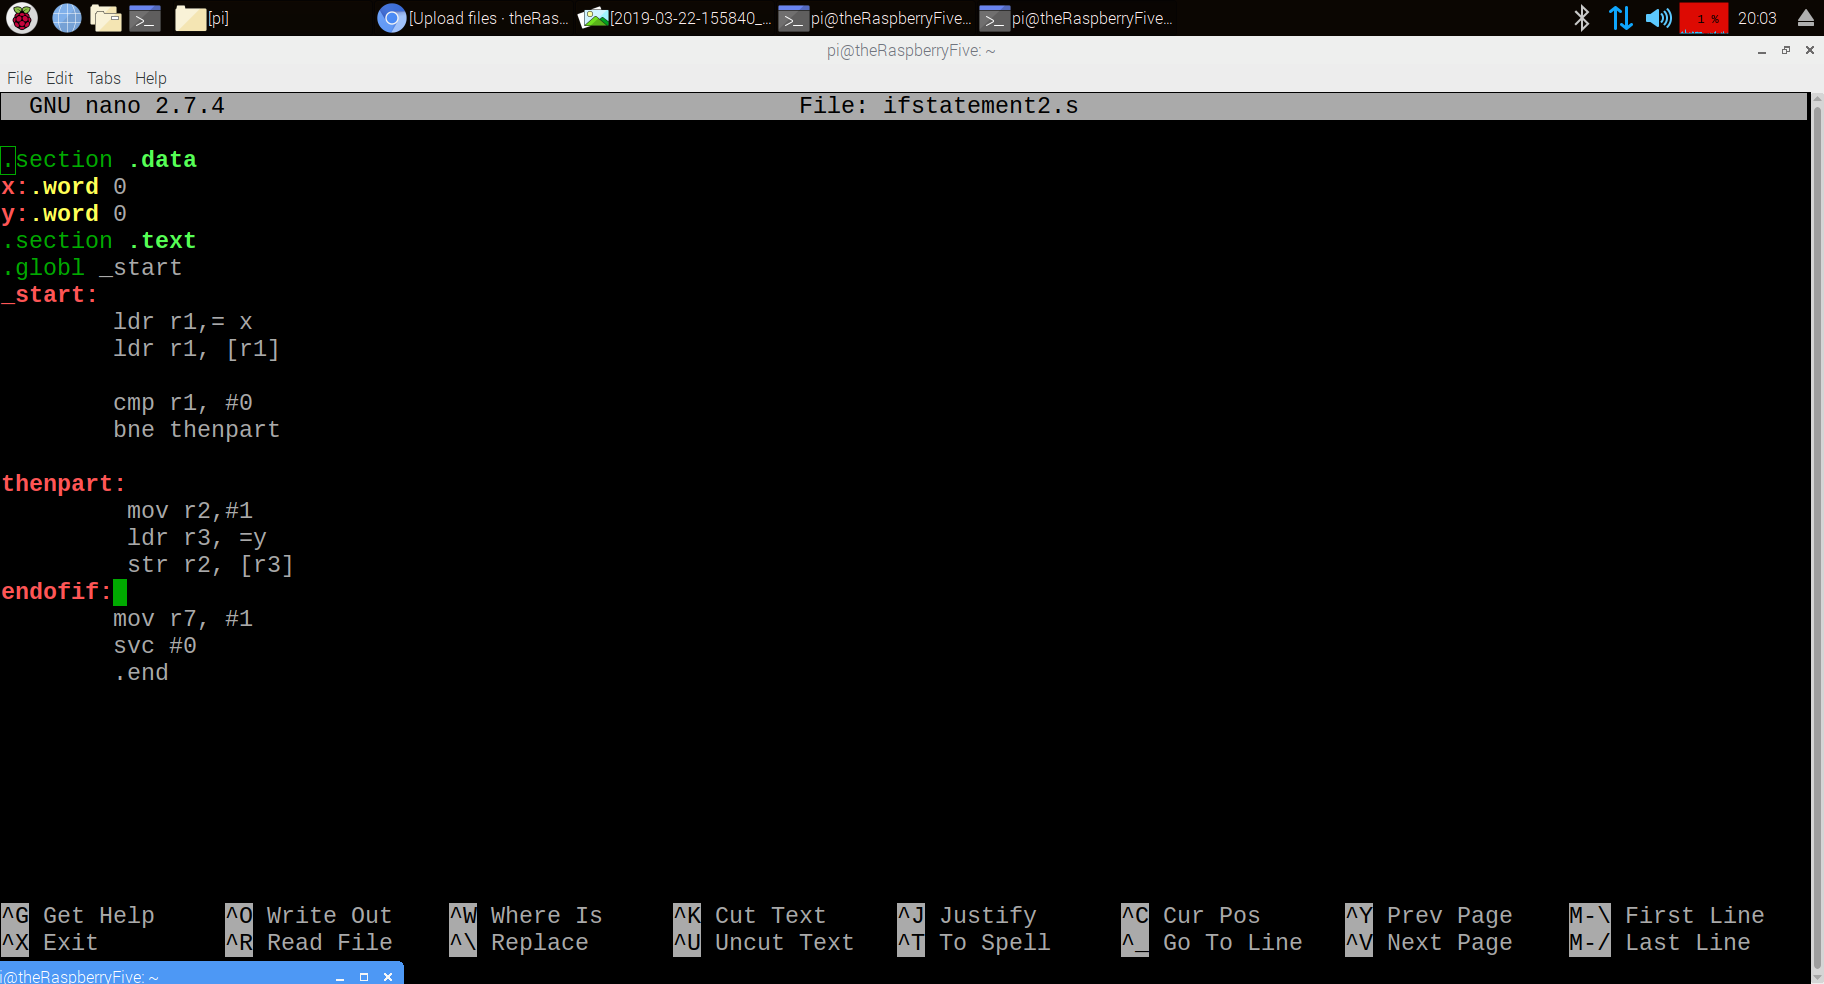 [pi] [Upload files · theRas... [2019-03-22-155840_... pi@theRaspberryFive... pi@theRaspberryFive... 1 % 20:03
pi@theRaspberryFive: ~
File Edit Tabs Help
GNU nano 2.7.4 File: ifstatement2.s
.section .data
x:.word 0
y:.word 0
.section .text
.globl _start
_start:
ldr r1,= x
ldr r1, [r1]
cmp r1, #0
bne thenpart
thenpart:
mov r2,#1
ldr r3, =y
str r2, [r3]
endofif:
mov r7, #1
svc #0
.end
^G Get Help ^O Write Out ^W Where Is ^K Cut Text ^J Justify ^C Cur Pos ^Y Prev Page M-\ First Line
^X Exit ^R Read File ^\ Replace ^U Uncut Text ^T To Spell ^_ Go To Line ^V Next Page M-/ Last Line
pi@theRaspberryFive: ~